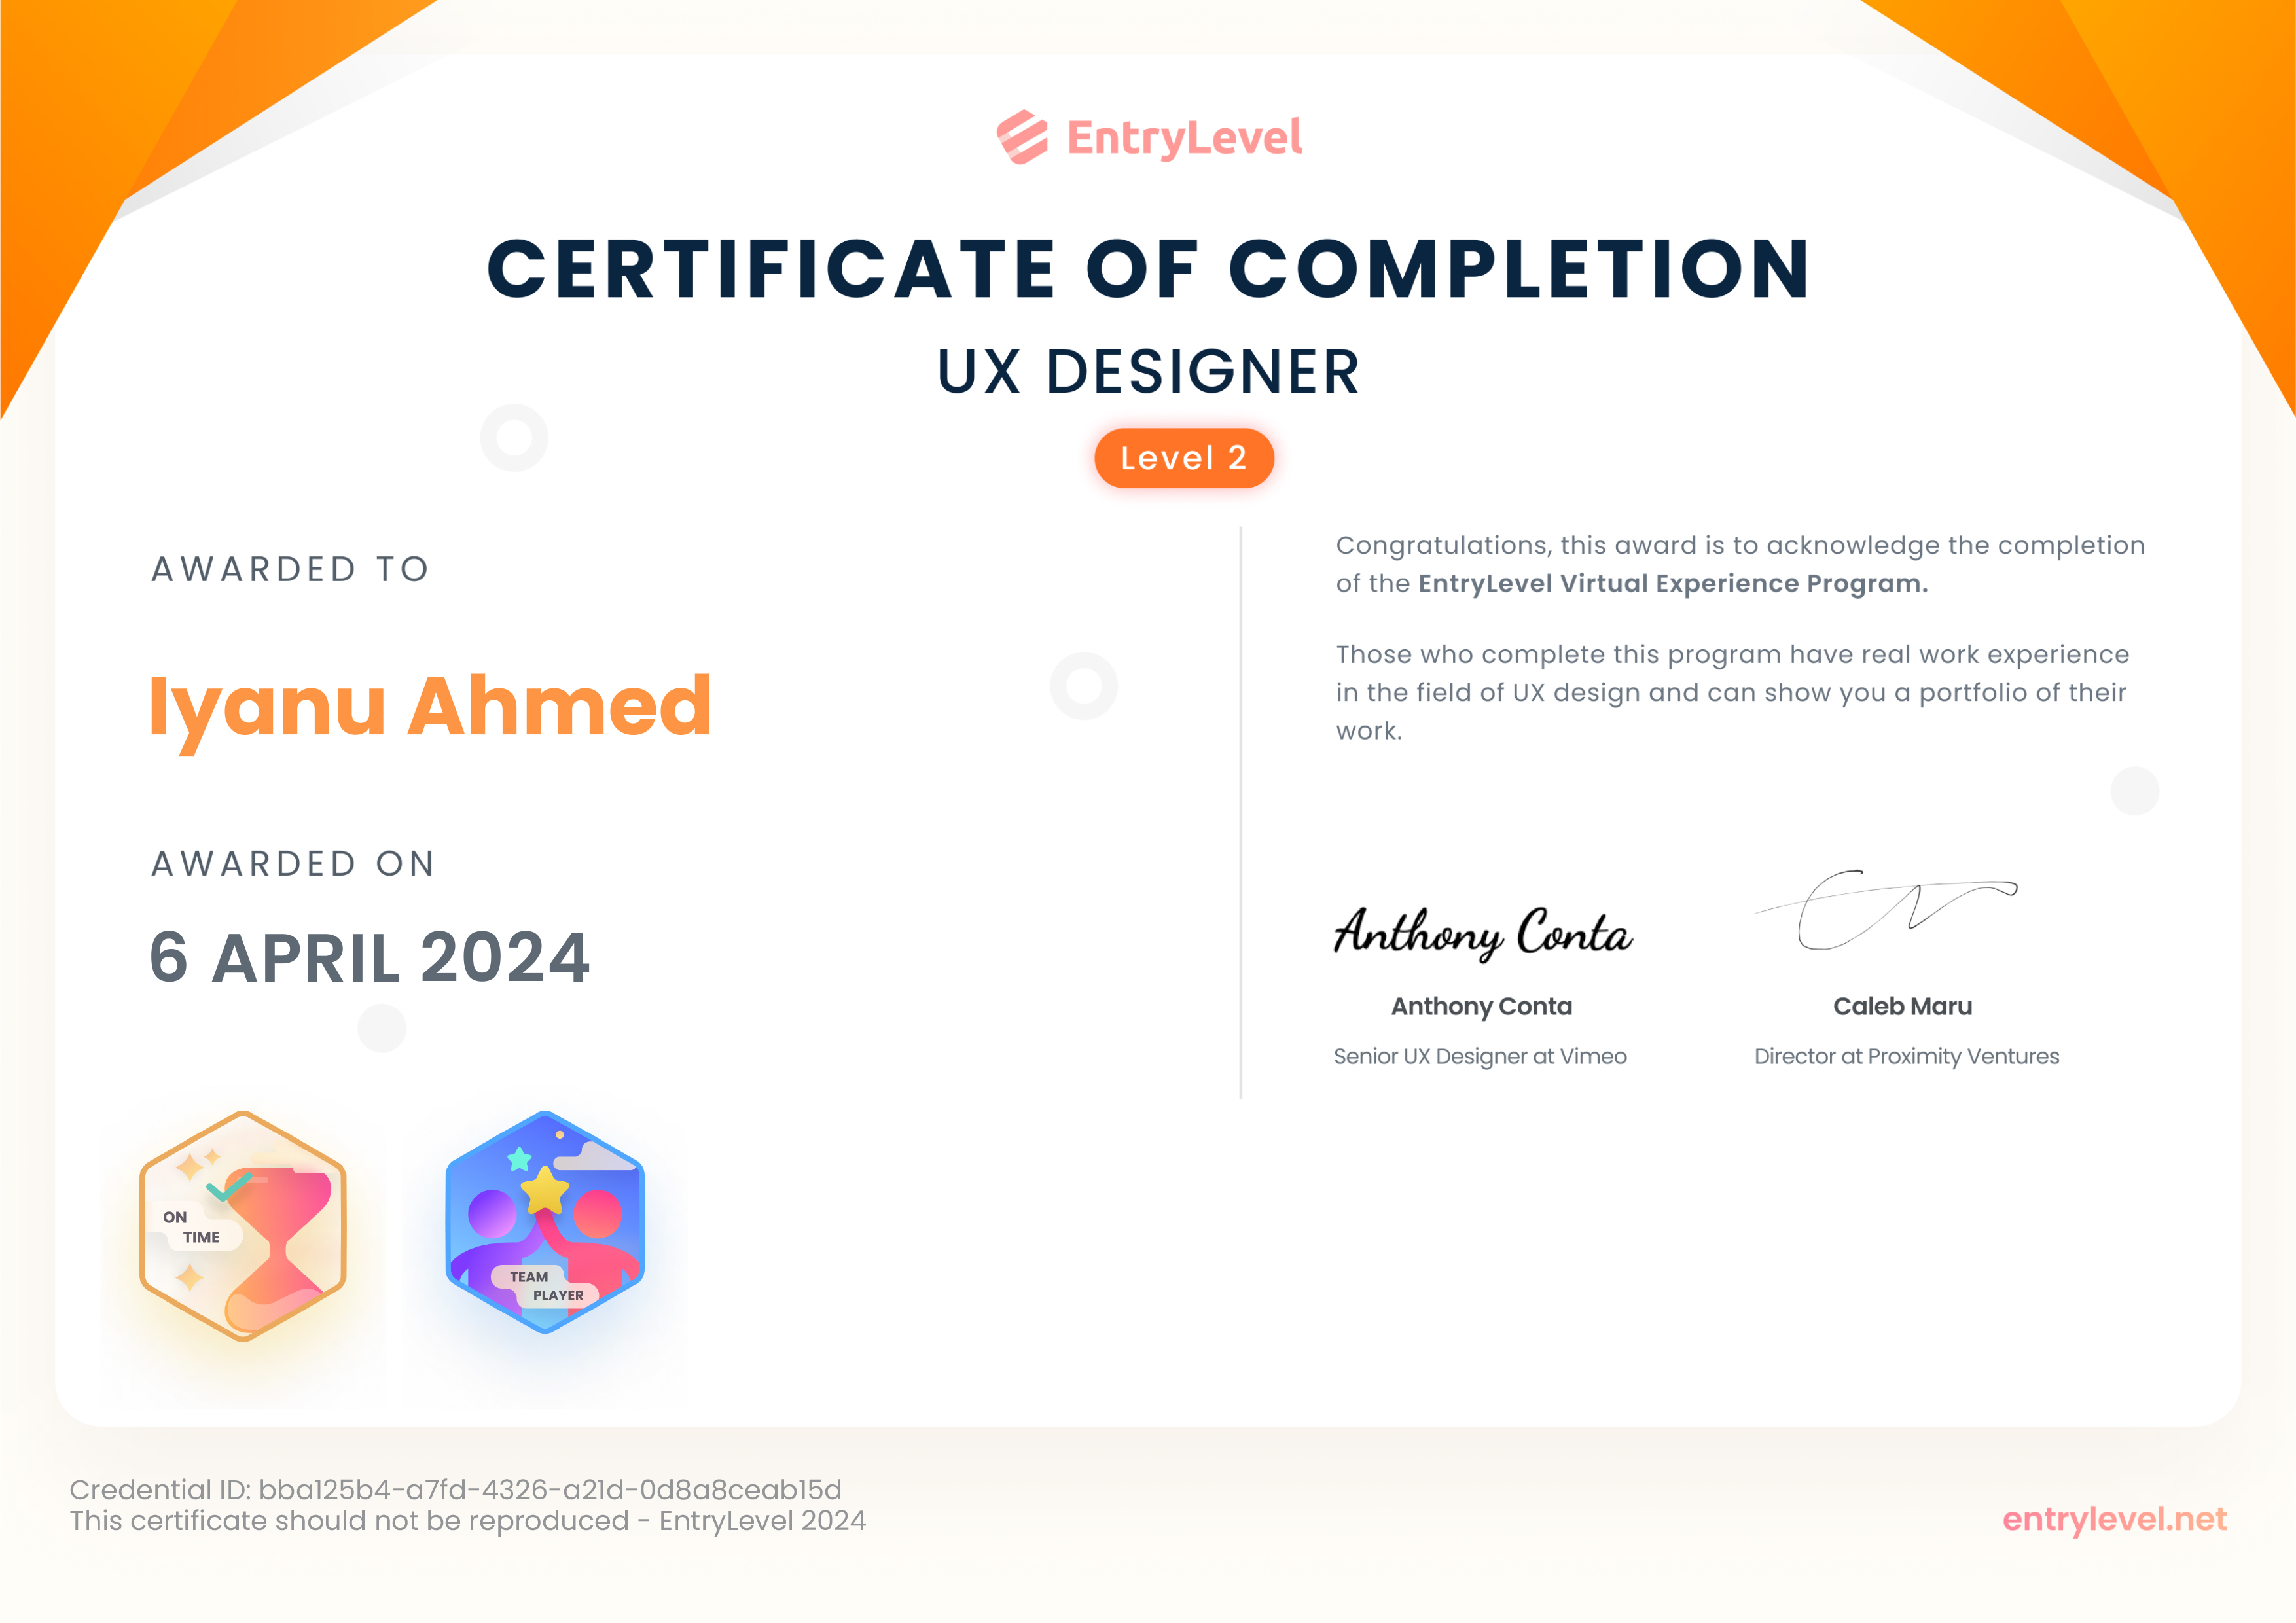 EntryLevel
CERTIFICATE OF COMPLETION
UX DESIGNER
Level 2
AWARDED TO
Iyanu Ahmed
AWARDED ON
6 APRIL 2024
ON
TIME
TEAM
PLAYER
Congratulations, this award is to acknowledge the completion
of the EntryLevel Virtual Experience Program.
Those who complete this program have real work experience
in the field of UX design and can show you a portfolio of their
work.
Anthony Conta
Anthony Conta
Senior UX Designer at Vimeo
Caleb Maru
Director at Proximity Ventures
Credential ID: bba125b4-a7fd-4326-a21d-0d8a8ceab15d
This certificate should not be reproduced - EntryLevel 2024
entrylevel.net